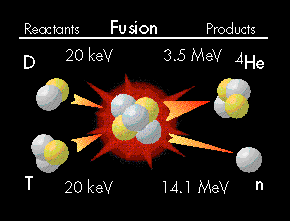 Reactants Fusion Products
D 20 keV 3.5 MeV ⁴He
T 20 keV 14.1 MeV n